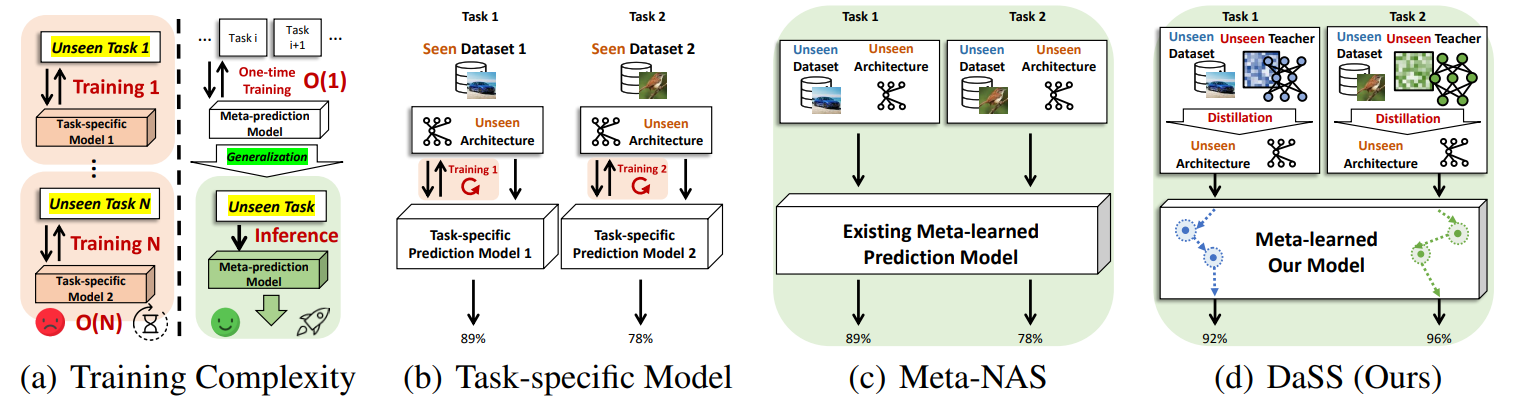 Unseen Task 1
Training 1
Task-specific
Model 1
⋮
Unseen Task N
Training N
Task-specific
Model 2
O(N)
... Task i Task
i+1 ...
One-time
Training O(1)
Meta-prediction
Model
Generalization
Unseen Task
Inference
Meta-prediction
Model
(a) Training Complexity
Task 1
Seen Dataset 1
Unseen
Architecture
Training 1
Task-specific
Prediction Model 1
89%
Task 2
Seen Dataset 2
Unseen
Architecture
Training 2
Task-specific
Prediction Model 2
78%
(b) Task-specific Model
Task 1
Unseen
Dataset
Unseen
Architecture
Task 2
Unseen
Dataset
Unseen
Architecture
Existing Meta-learned
Prediction Model
89%
78%
(c) Meta-NAS
Task 1
Unseen
Dataset
Unseen Teacher
Distillation
Unseen
Architecture
Task 2
Unseen
Dataset
Unseen Teacher
Distillation
Unseen
Architecture
Meta-learned
Our Model
92%
96%
(d) DaSS (Ours)